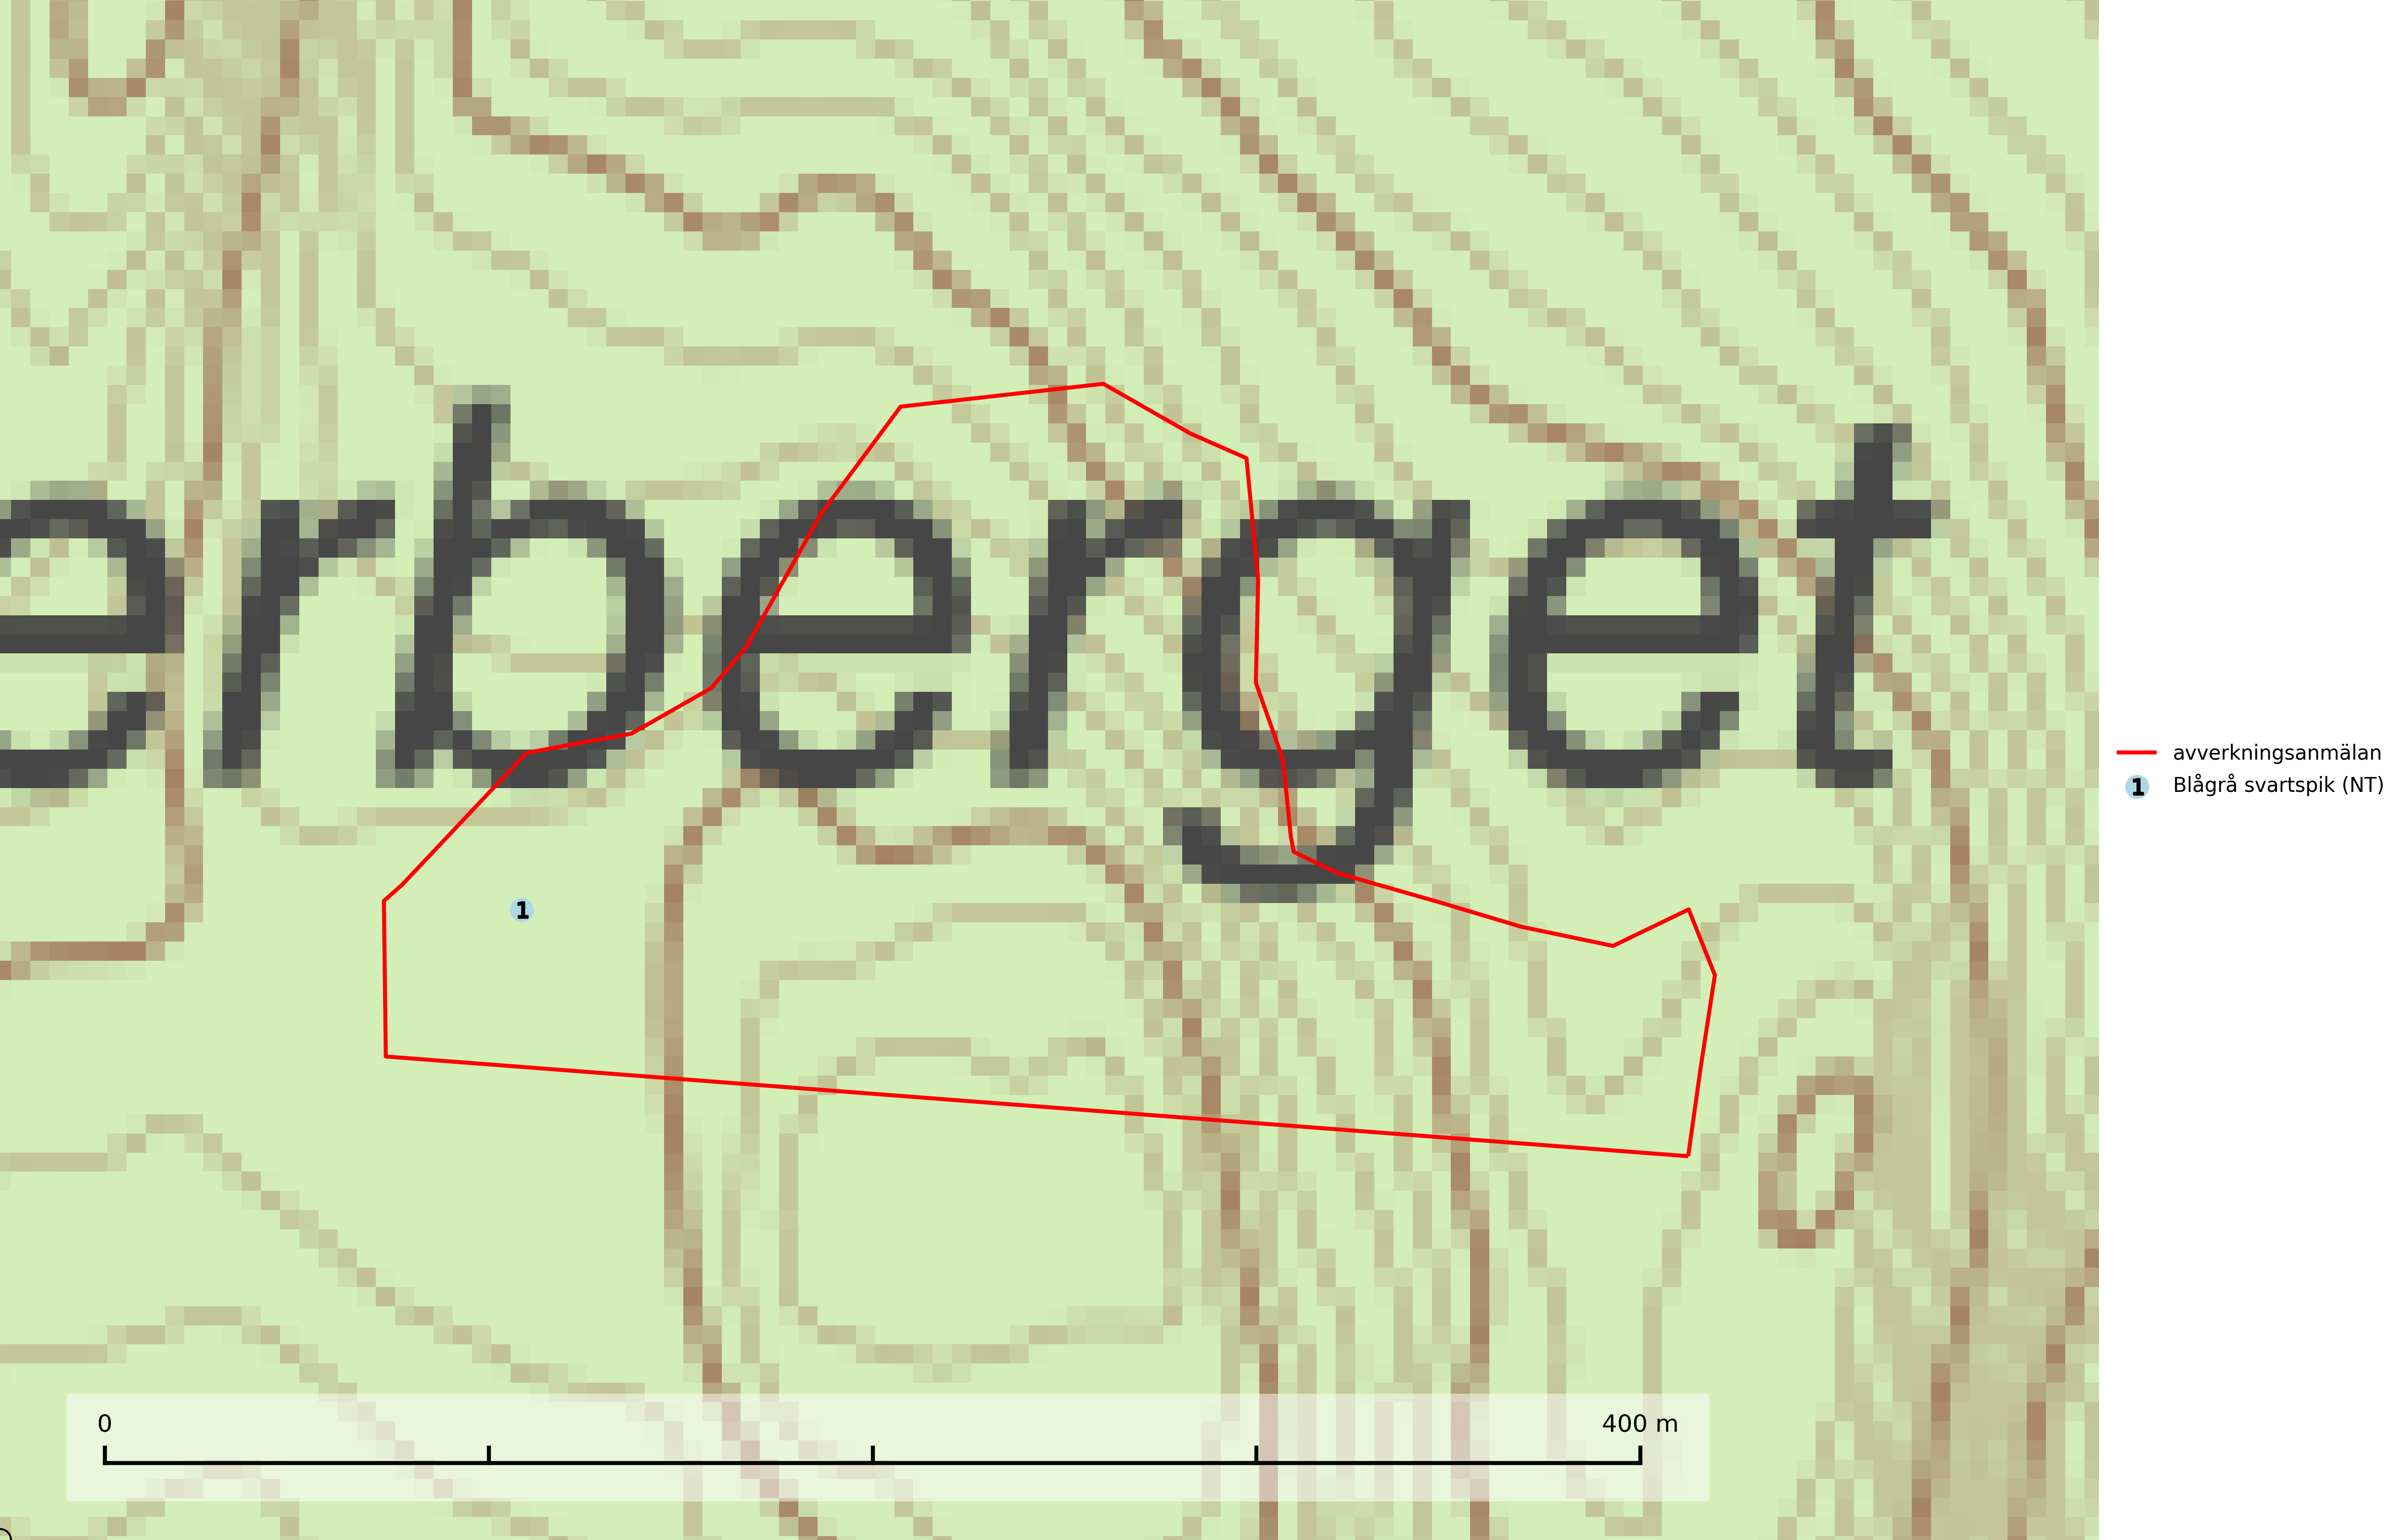 erberget
1
avverkningsanmälan
1 Blågrå svartspik (NT)
0 400 m